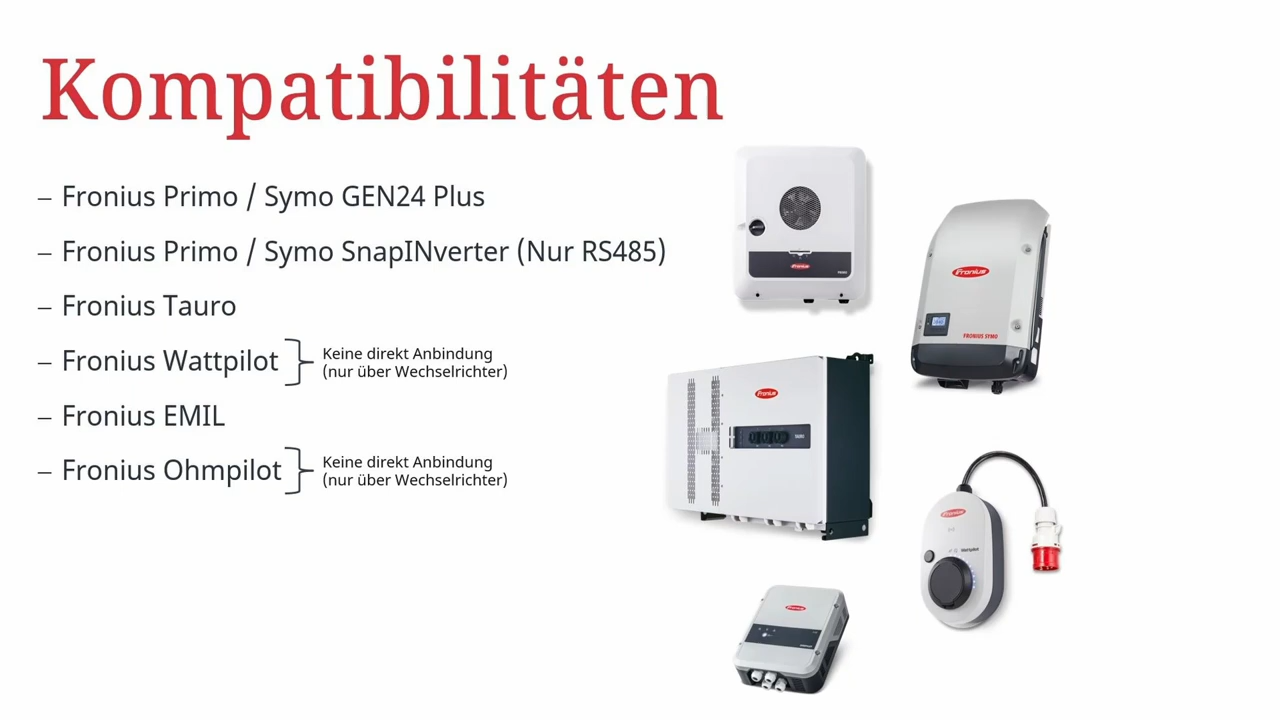 Kompatibilitäten
– Fronius Primo / Symo GEN24 Plus
– Fronius Primo / Symo SnapINverter (Nur RS485)
– Fronius Tauro
– Fronius Wattpilot
Keine direkt Anbindung
(nur über Wechselrichter)
– Fronius EMIL
– Fronius Ohmpilot
Keine direkt Anbindung
(nur über Wechselrichter)
Fronius
Fronius
FRONIUS SYMO
Fronius
Fronius
Wattpilot
Fronius